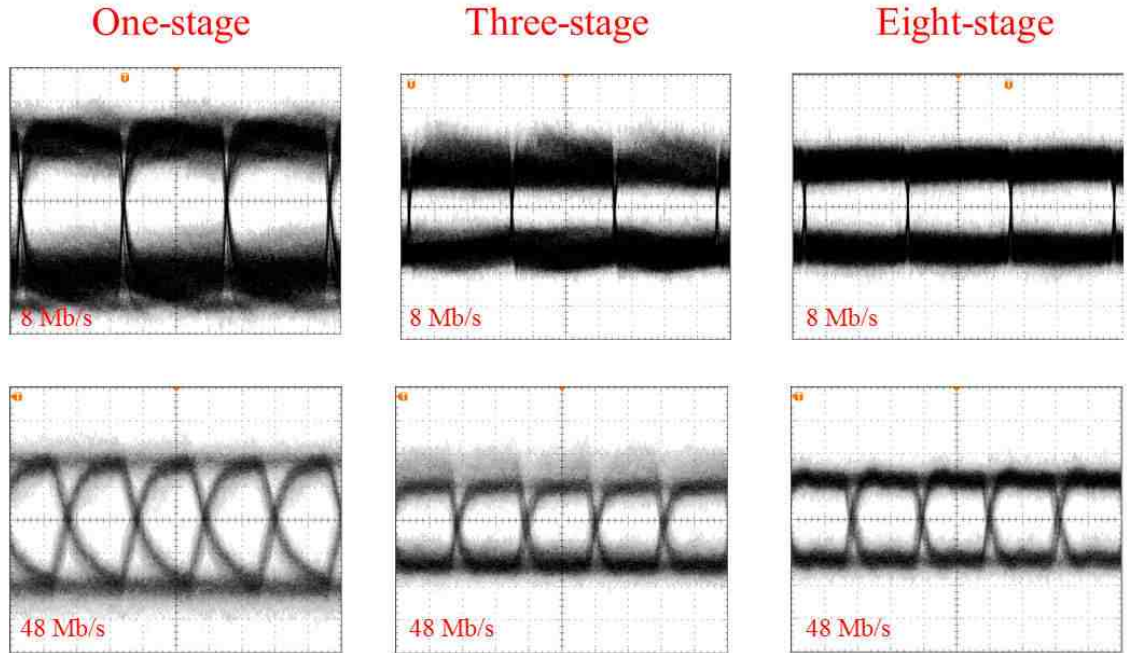 One-stage
Three-stage
Eight-stage
T
T
T
8 Mb/s
8 Mb/s
8 Mb/s
T
T
T
48 Mb/s
48 Mb/s
48 Mb/s